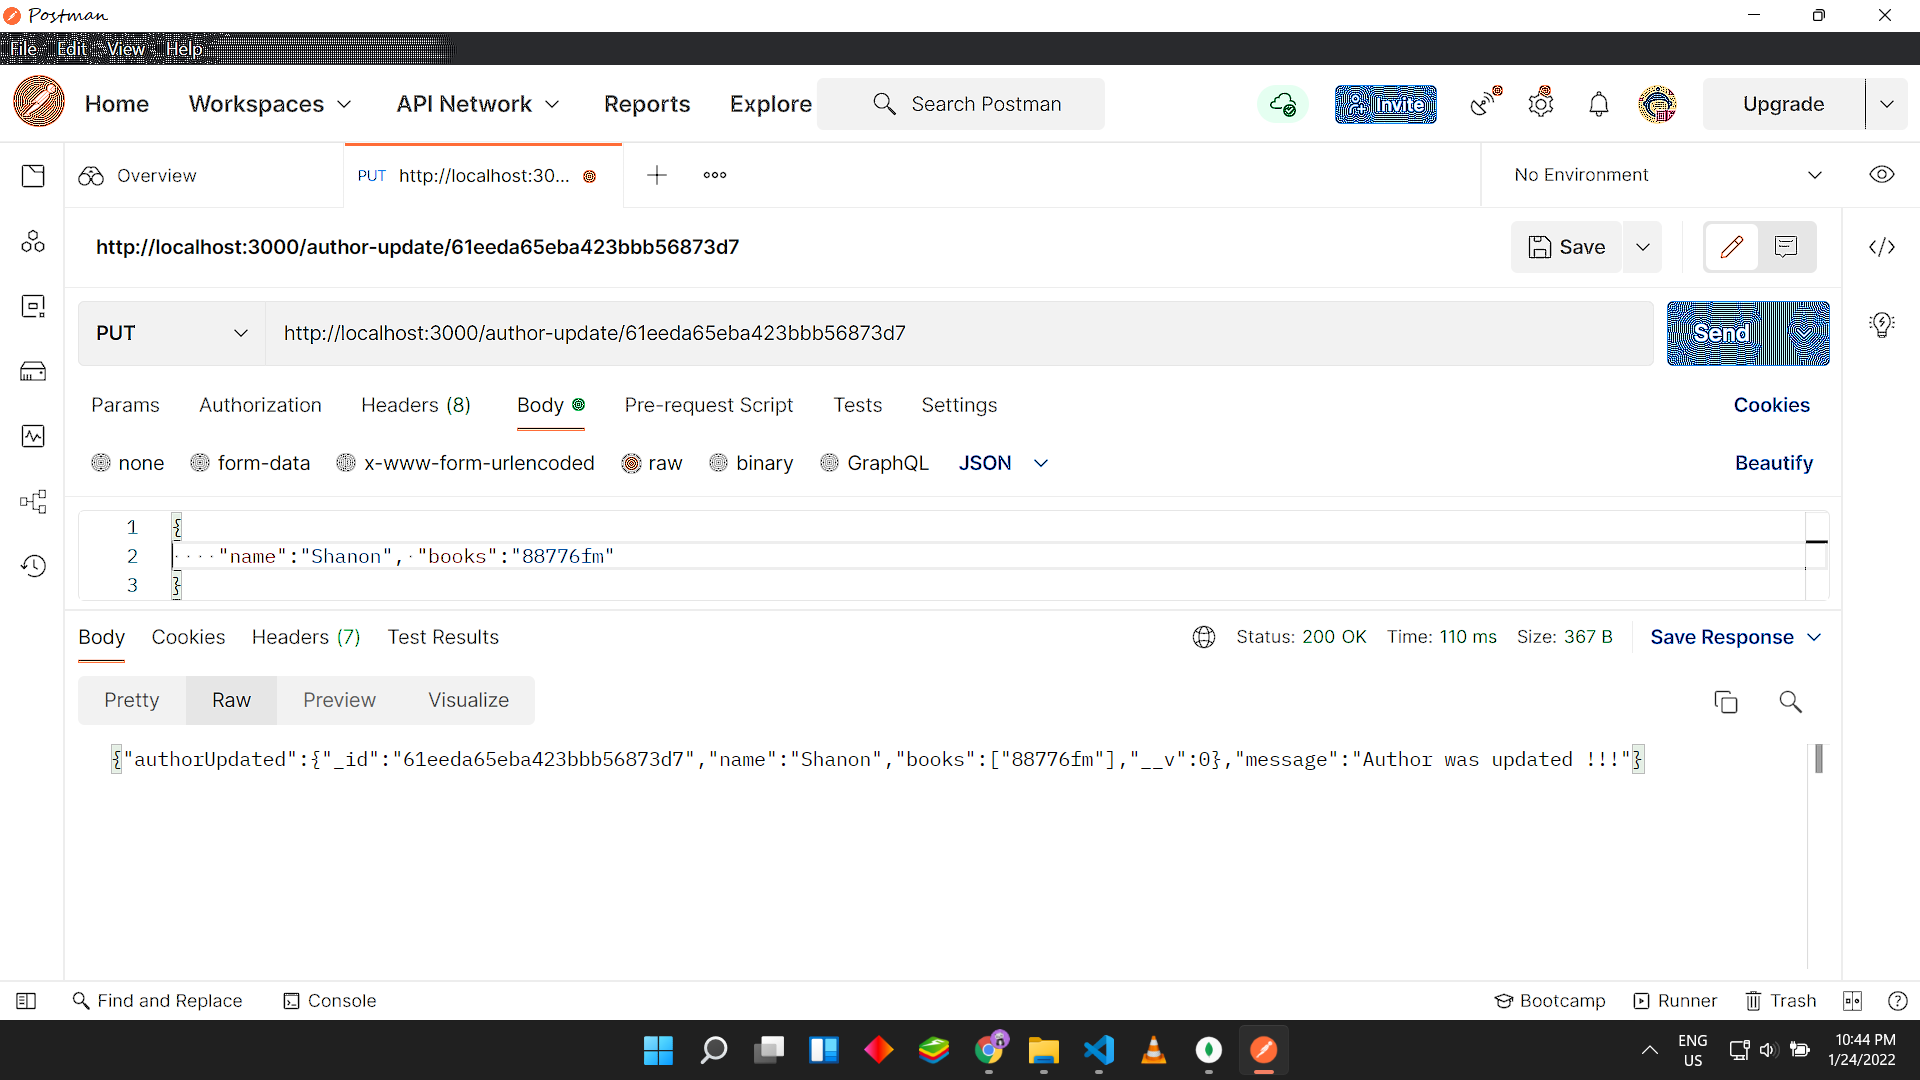 Postman
File Edit View Help
Home Workspaces API Network Reports Explore Search Postman Invite Upgrade
Overview PUT http://localhost:30... No Environment
http://localhost:3000/author-update/61eeda65eba423bbb56873d7 Save
PUT http://localhost:3000/author-update/61eeda65eba423bbb56873d7 Send
Params Authorization Headers (8) Body Pre-request Script Tests Settings Cookies
none form-data x-www-form-urlencoded raw binary GraphQL JSON Beautify
1 {
2 ····"name":"Shanon",·"books":"88776fm"
3 }
Body Cookies Headers (7) Test Results Status: 200 OK Time: 110 ms Size: 367 B Save Response
Pretty Raw Preview Visualize
{"authorUpdated":{"_id":"61eeda65eba423bbb56873d7","name":"Shanon","books":["88776fm"],"__v":0},"message":"Author was updated !!!"}
Find and Replace Console Bootcamp Runner Trash
ENG 10:44 PM
US 1/24/2022